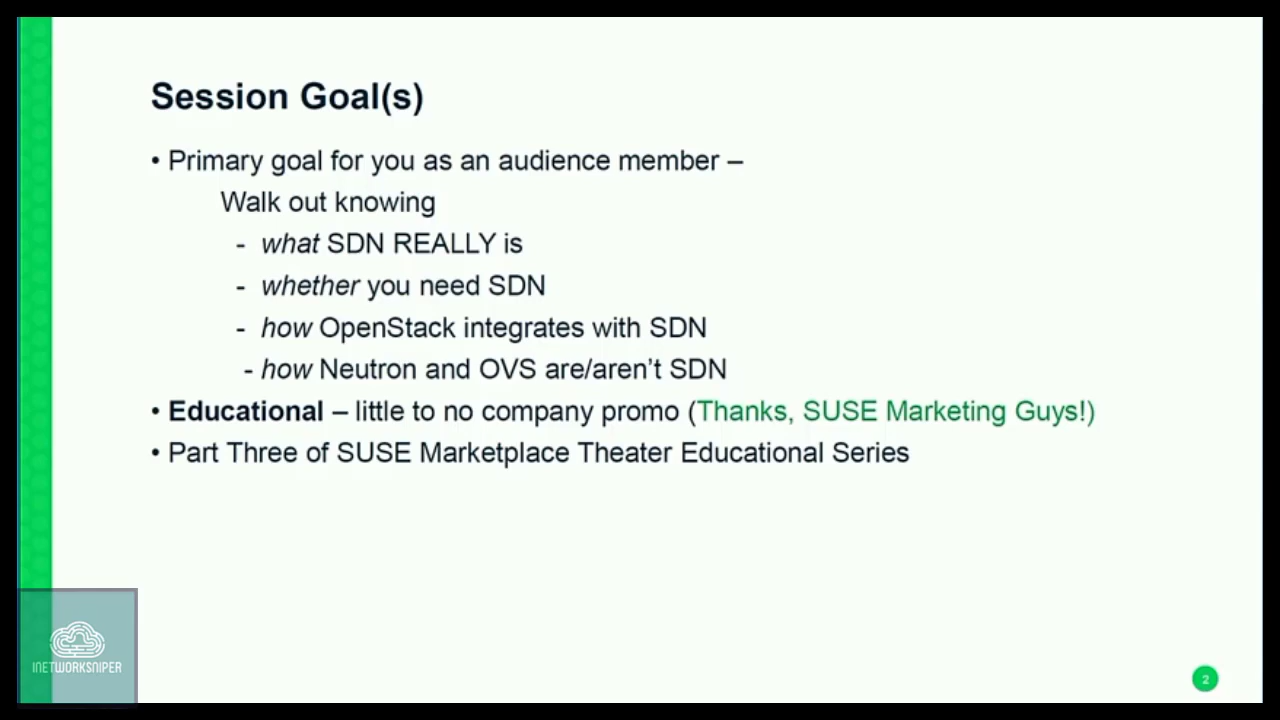 Session Goal(s)
• Primary goal for you as an audience member –
Walk out knowing
- what SDN REALLY is
- whether you need SDN
- how OpenStack integrates with SDN
- how Neutron and OVS are/aren’t SDN
• Educational – little to no company promo (Thanks, SUSE Marketing Guys!)
• Part Three of SUSE Marketplace Theater Educational Series
INETWORKSNIPER
2